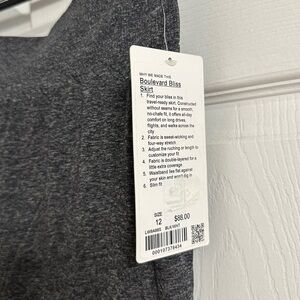 WHY WE MADE THIS
Boulevard Bliss
Skirt
1. Find your bliss in this
travel-ready skirt. Constructed
without seams for a smooth,
no-chafe fit, it offers all-day
comfort on long drives,
flights, and walks across the
city
2. Fabric is sweat-wicking and
four-way stretch
3. Adjust the ruching or length to
customize your fit
4. Fabric is double-layered for a
little extra coverage
5. Waistband lies flat against
your skin and won't dig in
6. Slim fit
SIZE
12
$88.00
BLK/WHT